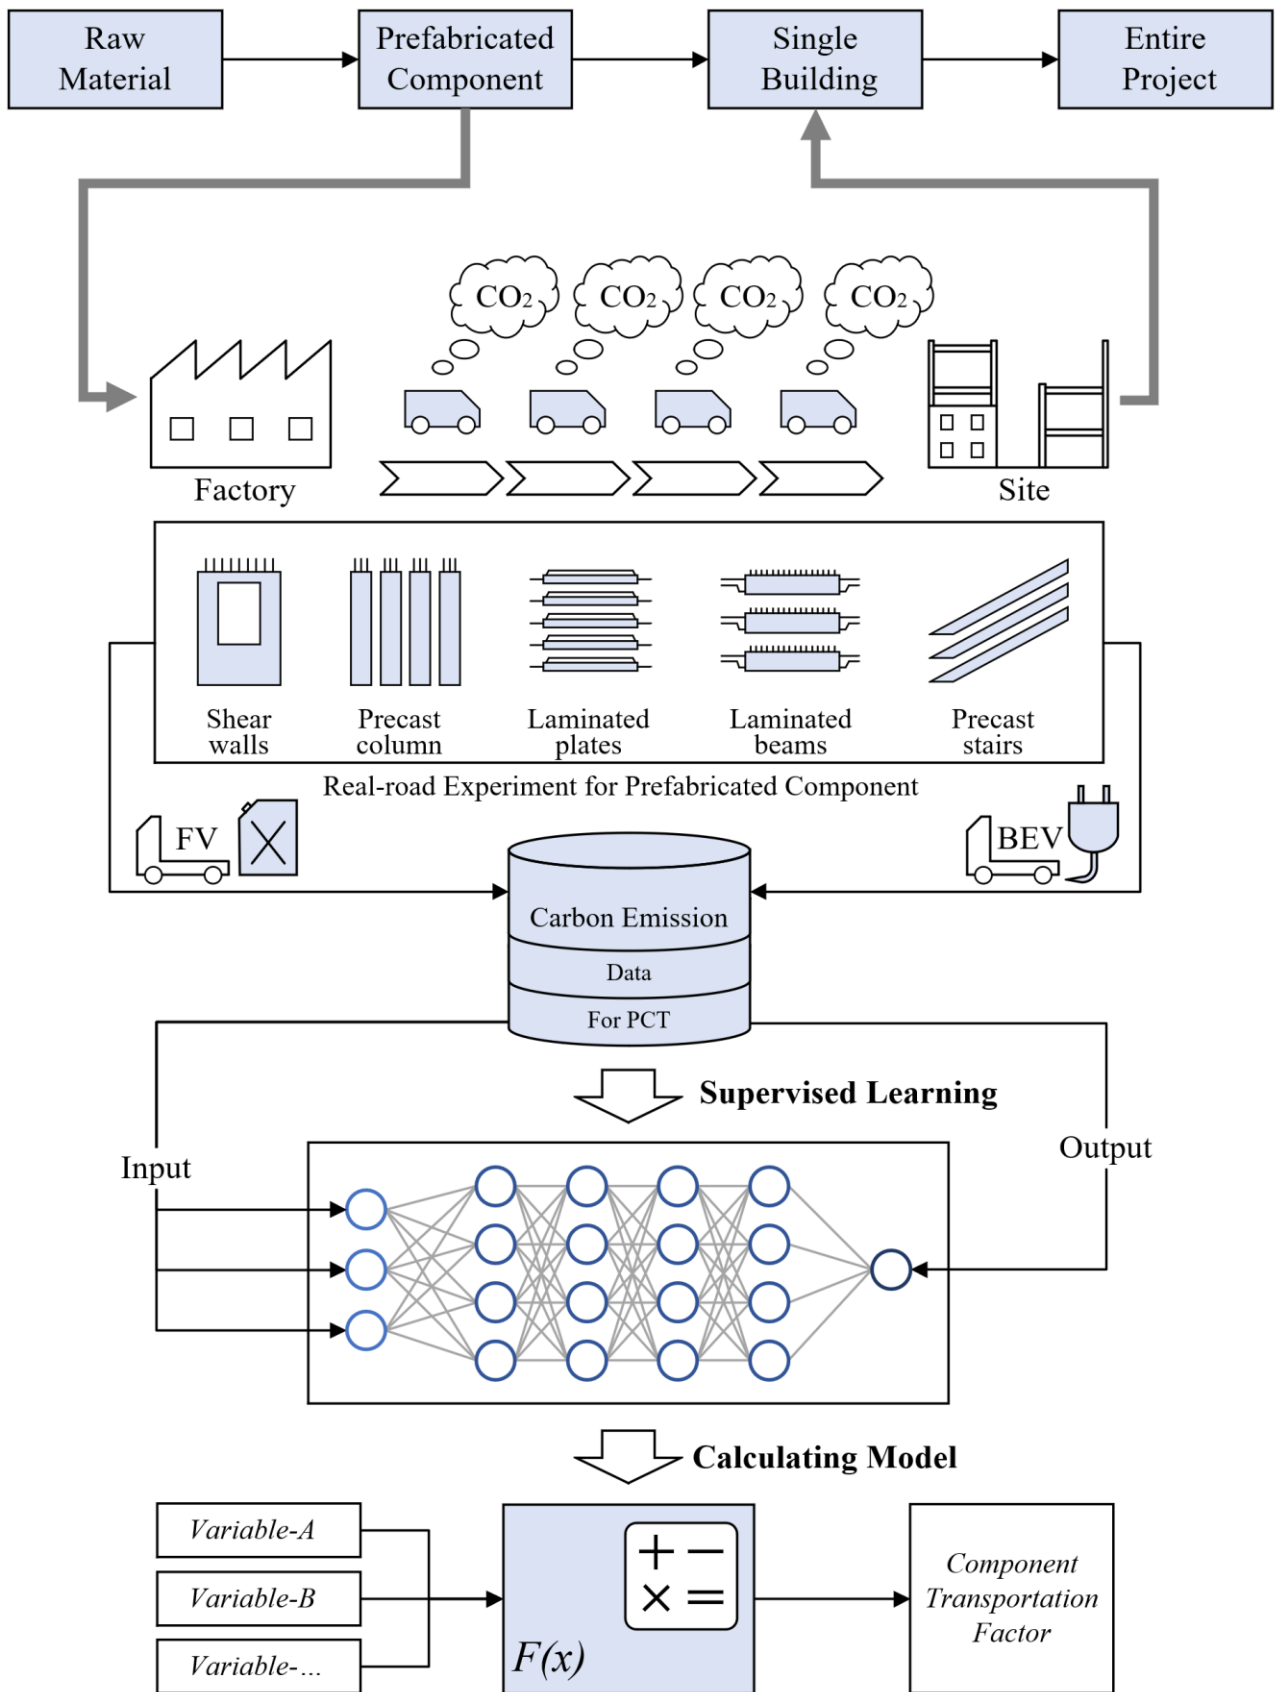 Raw
Material
Prefabricated
Component
Single
Building
Entire
Project
CO₂
CO₂
CO₂
CO₂
Factory
Site
Shear
walls
Precast
column
Laminated
plates
Laminated
beams
Precast
stairs
Real-road Experiment for Prefabricated Component
FV
BEV
Carbon Emission
Data
For PCT
Supervised Learning
Input
Output
Calculating Model
Variable-A
Variable-B
Variable-...
F(x)
+ −
× =
Component
Transportation
Factor